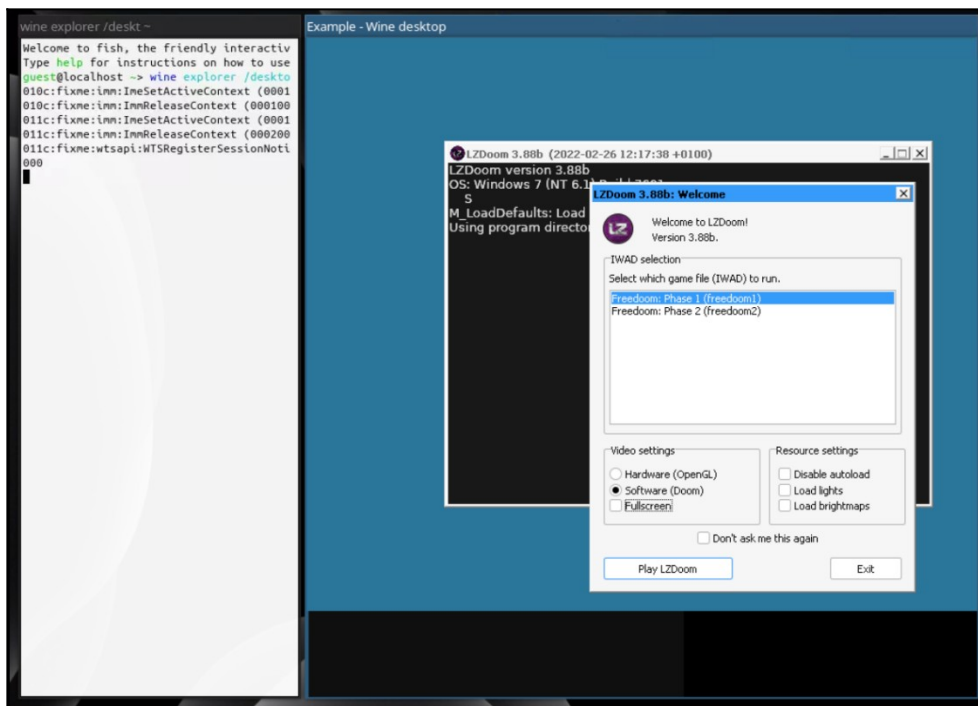 wine explorer /deskt ~
Welcome to fish, the friendly interactiv
Type help for instructions on how to use
guest@localhost ~> wine explorer /deskto
010c:fixme:imm:ImeSetActiveContext (0001
010c:fixme:imm:ImmReleaseContext (000100
011c:fixme:imm:ImeSetActiveContext (0001
011c:fixme:imm:ImmReleaseContext (000200
011c:fixme:wtsapi:WTSRegisterSessionNoti
000
Example - Wine desktop
LZDoom 3.88b (2022-02-26 12:17:38 +0100)
LZDoom version 3.88b
OS: Windows 7 (NT 6.1)
S
M_LoadDefaults: Load
Using program directo
LZDoom 3.88b: Welcome
LZ
Welcome to LZDoom!
Version 3.88b.
IWAD selection
Select which game file (IWAD) to run.
Freedoom: Phase 1 (freedoom1)
Freedoom: Phase 2 (freedoom2)
Video settings
Hardware (OpenGL)
Software (Doom)
Fullscreen
Resource settings
Disable autoload
Load lights
Load brightmaps
Don't ask me this again
Play LZDoom
Exit